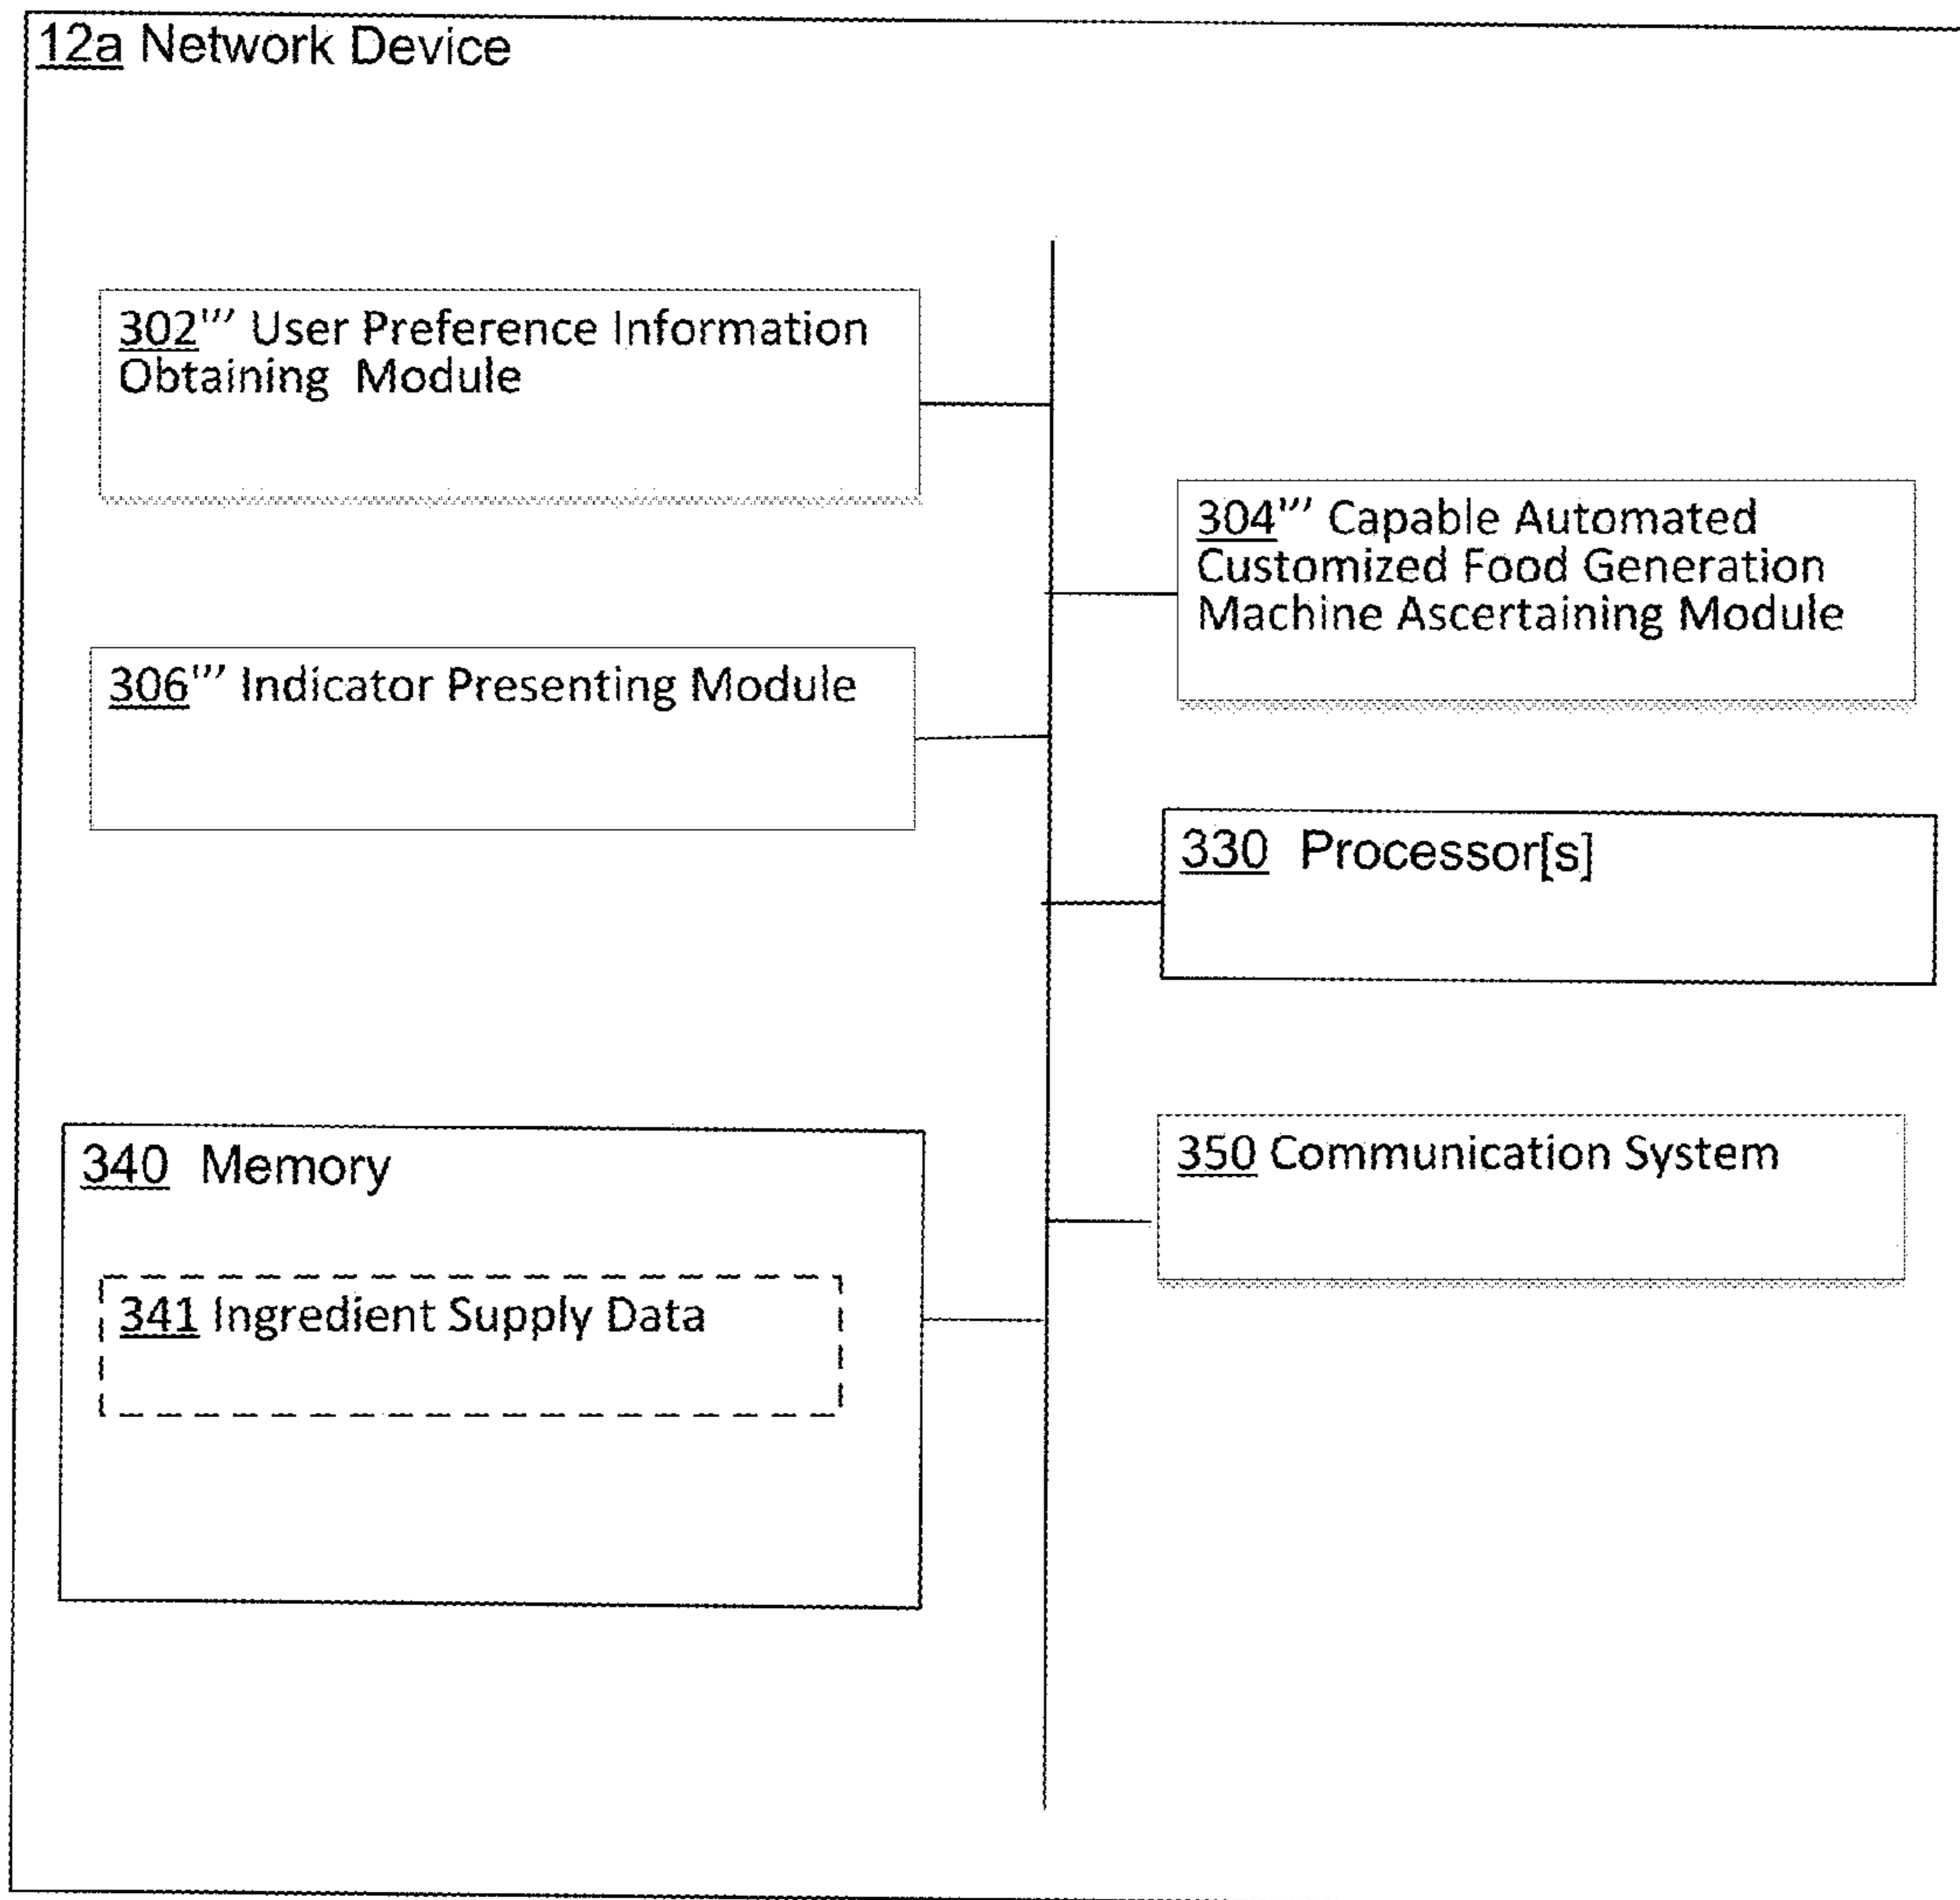 12a Network Device
302''' User Preference Information
Obtaining Module
304''' Capable Automated
Customized Food Generation
Machine Ascertaining Module
306''' Indicator Presenting Module
330 Processor[s]
340 Memory
350 Communication System
341 Ingredient Supply Data